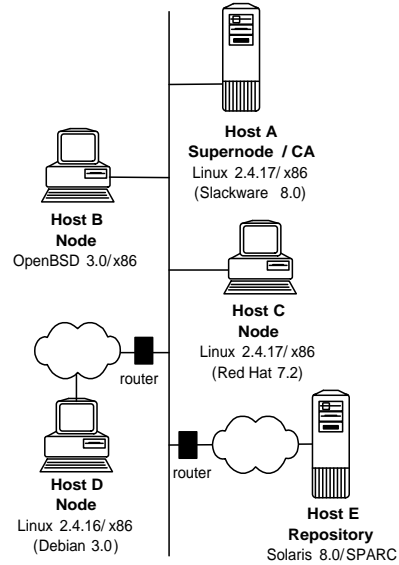 Host A
Supernode / CA
Linux 2.4.17/ x86
(Slackware 8.0)
Host B
Node
OpenBSD 3.0/ x86
Host C
Node
Linux 2.4.17/ x86
(Red Hat 7.2)
router
router
Host D
Node
Linux 2.4.16/ x86
(Debian 3.0)
Host E
Repository
Solaris 8.0/ SPARC